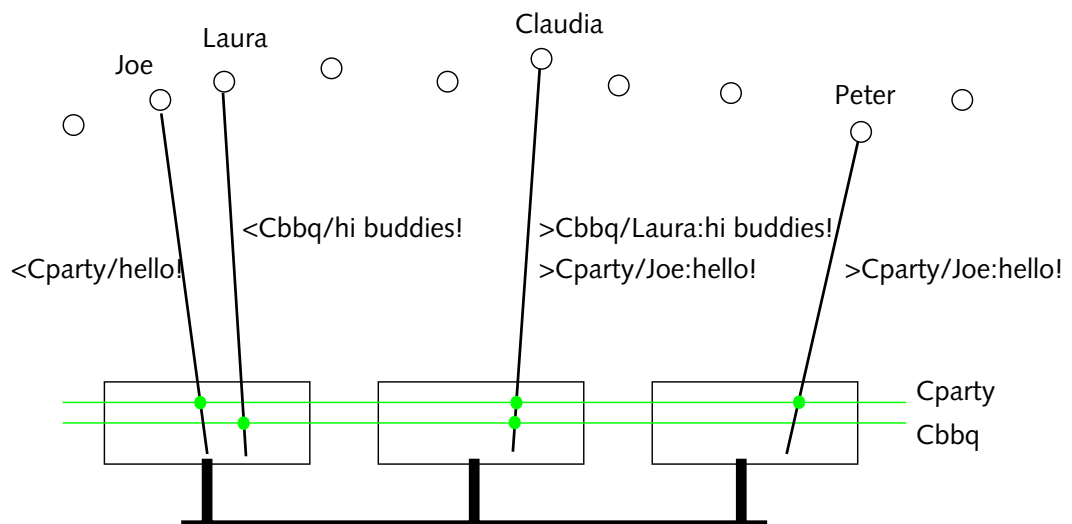 Claudia
Laura
Joe
Peter
<Cbbq/hi buddies!
>Cbbq/Laura:hi buddies!
<Cparty/hello!
>Cparty/Joe:hello!
>Cparty/Joe:hello!
Cparty
Cbbq